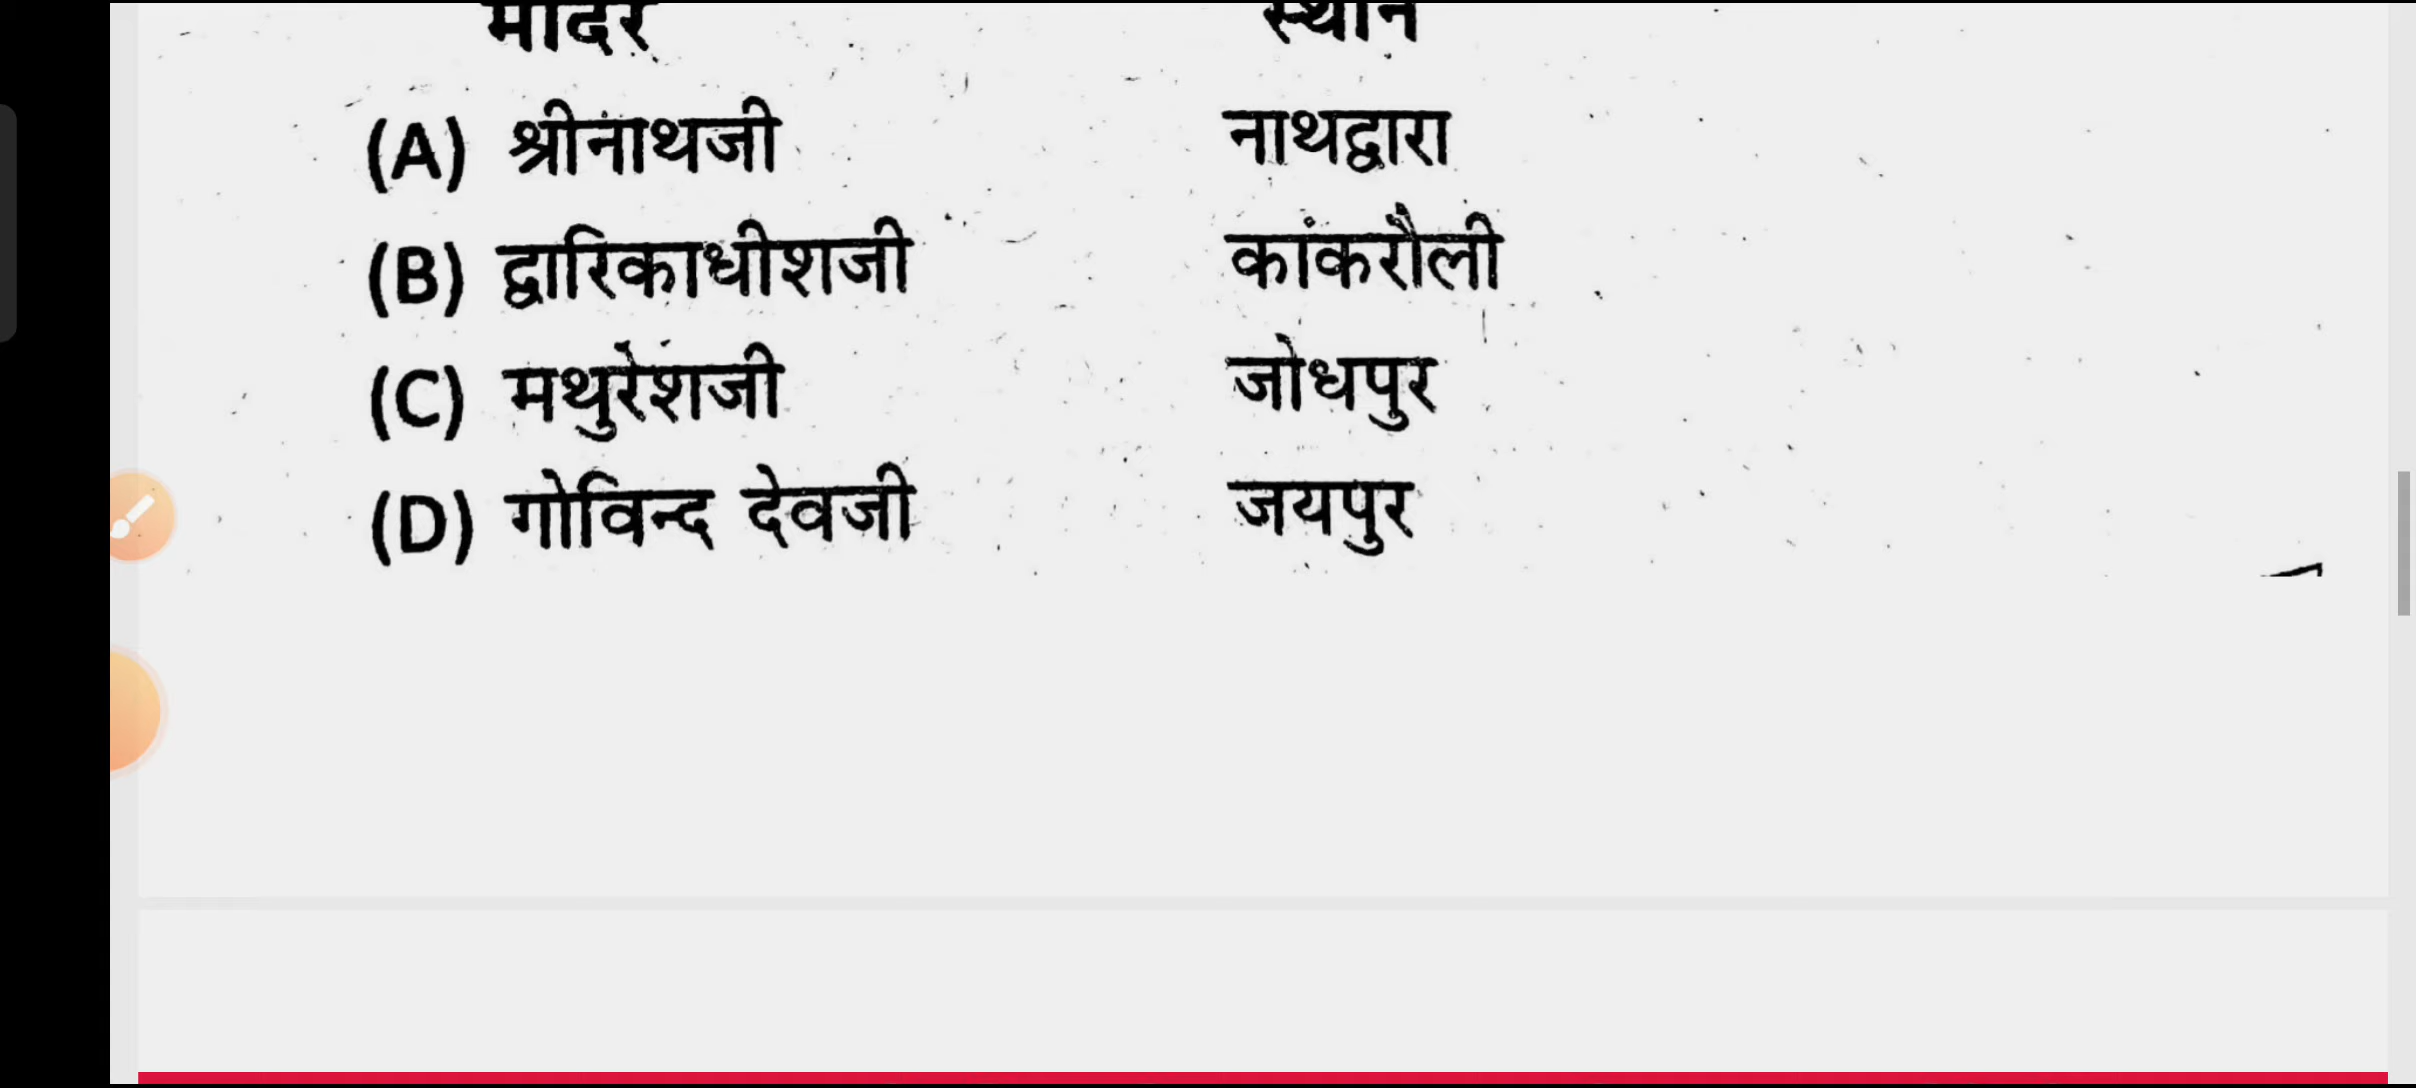 मंदिर स्थान
(A) श्रीनाथजी नाथद्वारा
(B) द्वारिकाधीशजी कांकरौली
(C) मथुरेशजी जोधपुर
(D) गोविन्द देवजी जयपुर